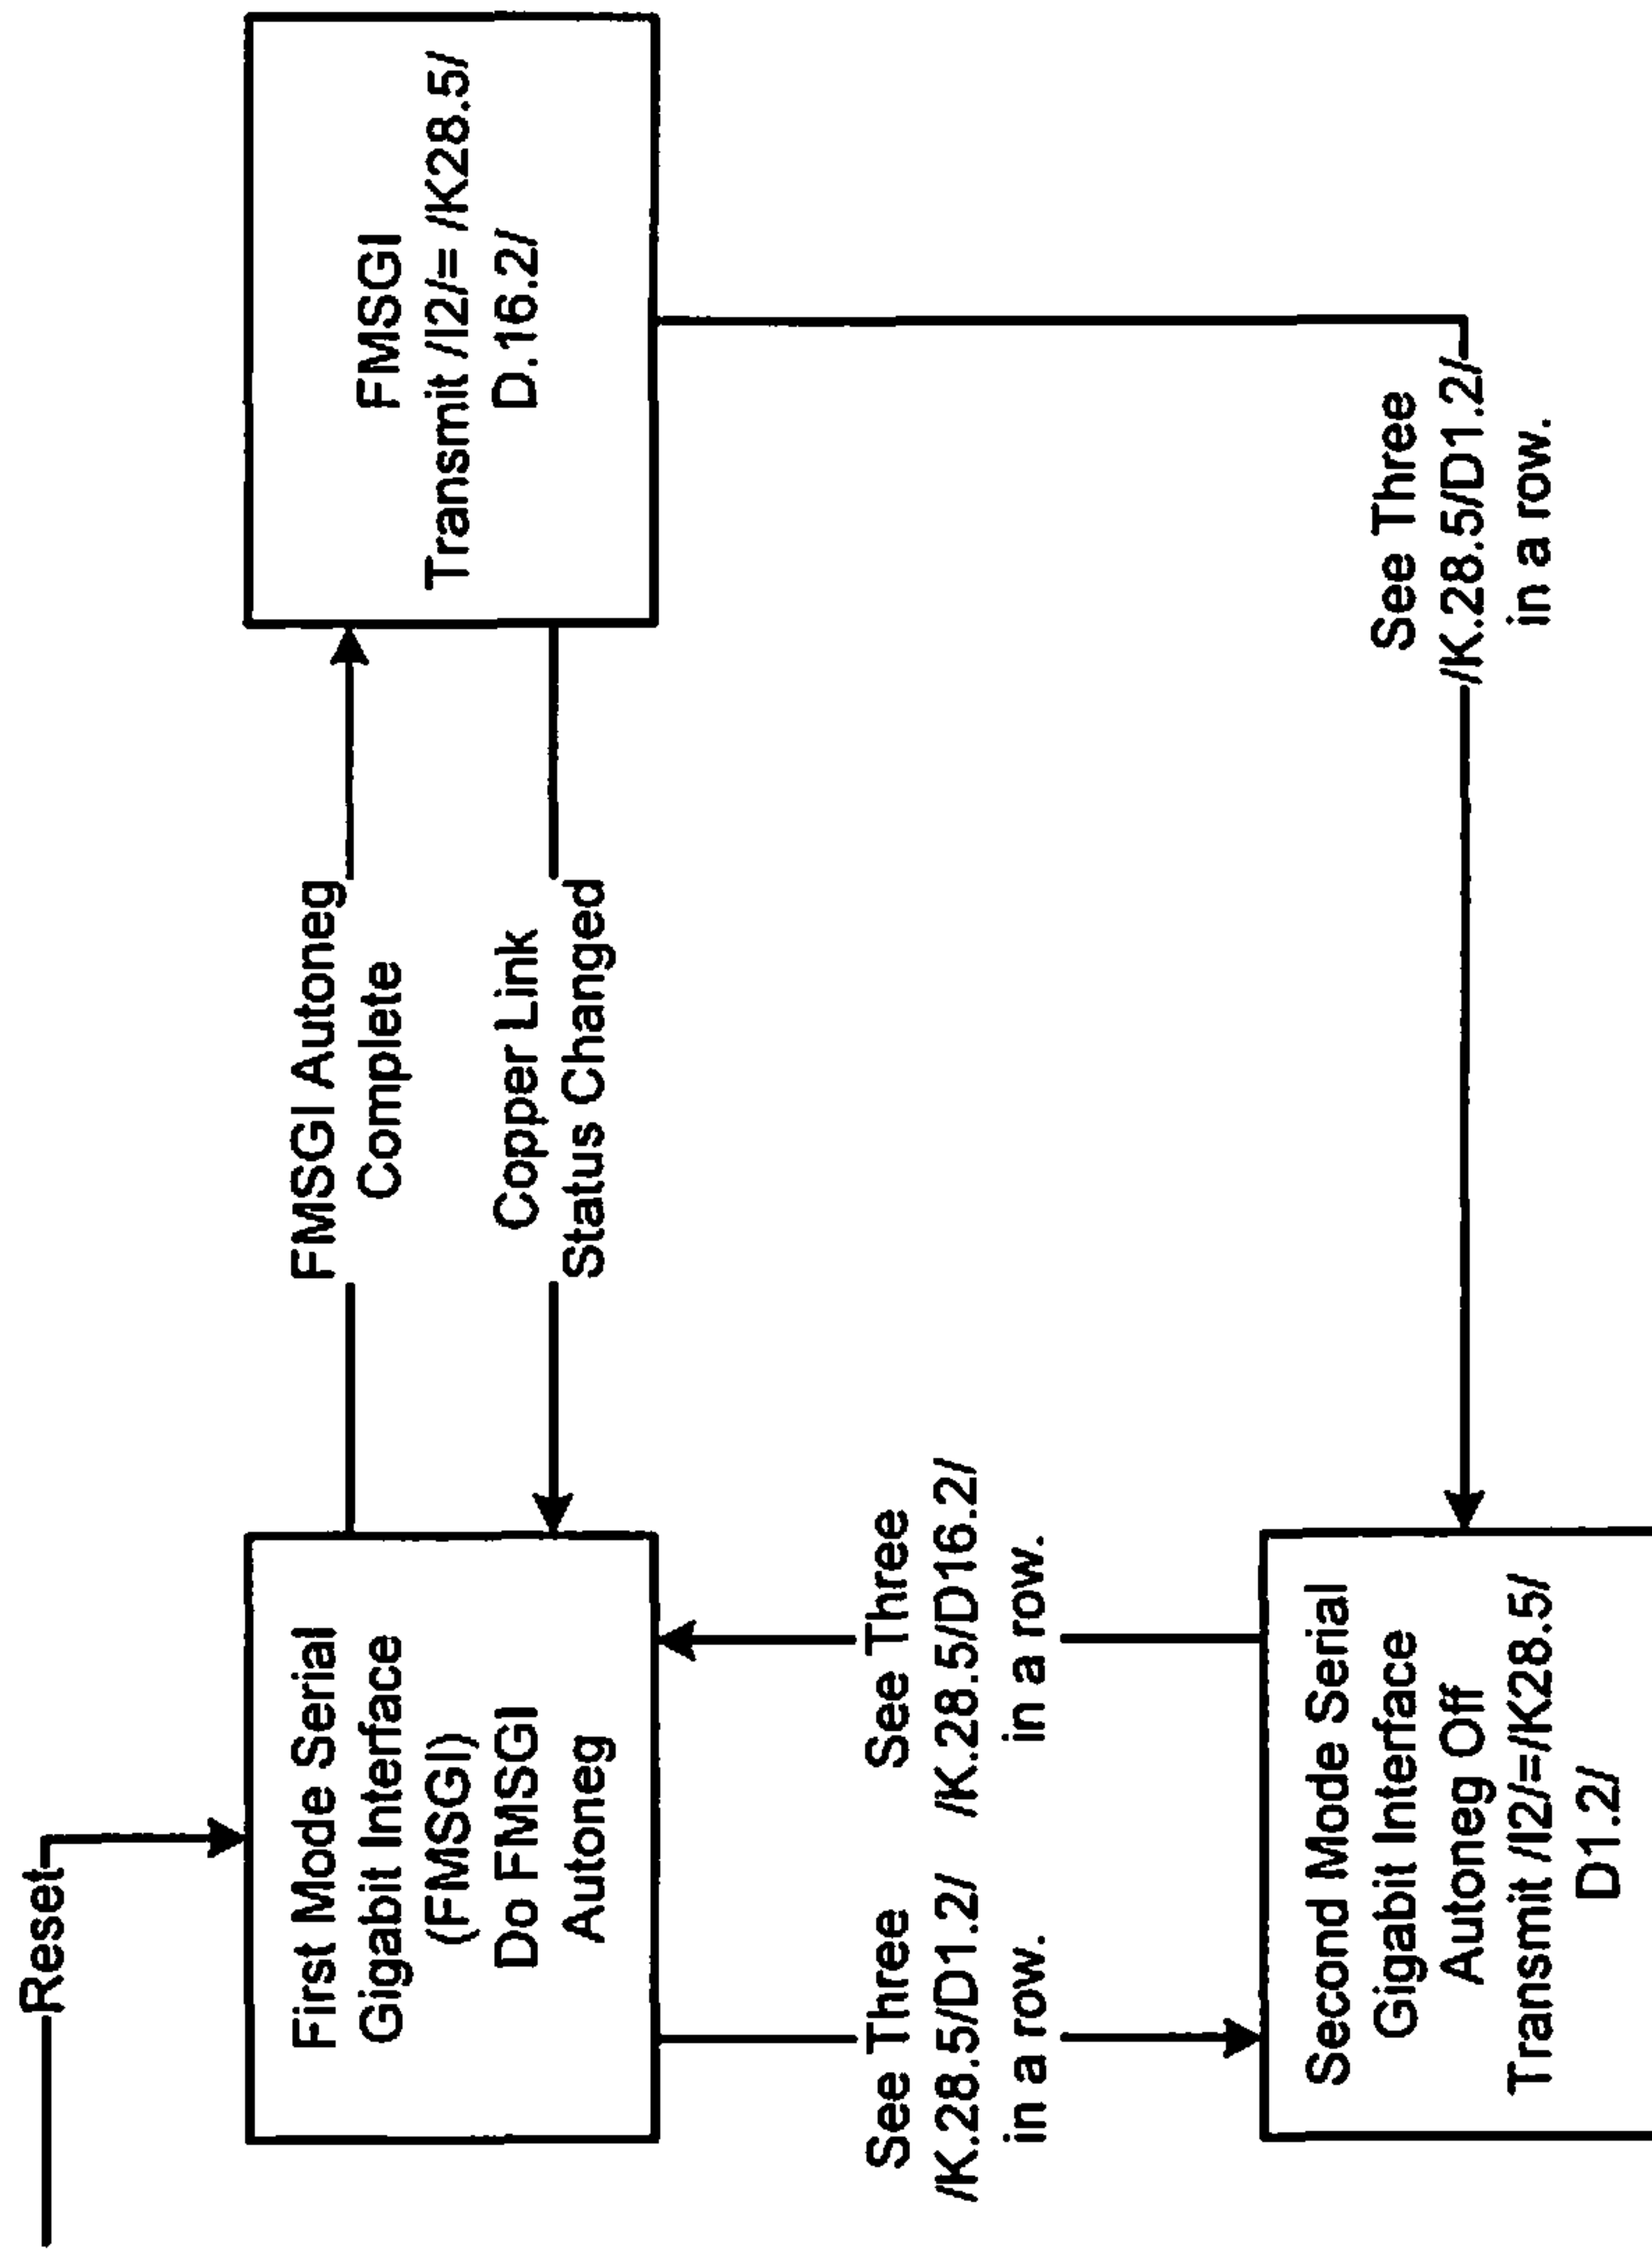 Reset
First Mode Serial
Gigabit Interface
(FMSGI)
Do FMSGI
Autoneg
FMSGI Autoneg
Complete
Copper Link
Status Changed
FMSGI
Transmit /I2/= /K28.5/
D.16.2/
See Three
/K.28.5/D1.2/
in a row.
See Three
/K.28.5/D16.2/
in a row.
See Three
/K.28.5/D1.2/
in a row.
Second Mode Serial
Gigabit Interface
Autoneg Off
Transmit /I2/=/K28.5/
D1.2/